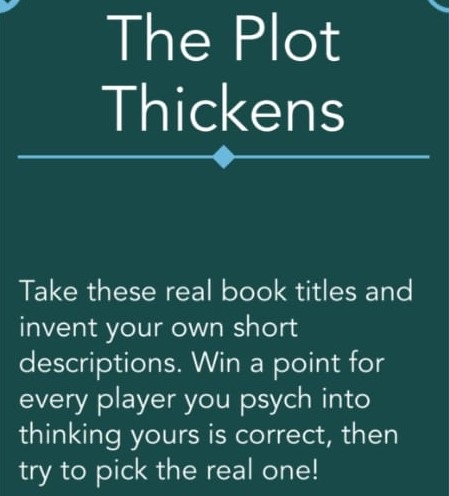 The Plot
Thickens
Take these real book titles and
invent your own short
descriptions. Win a point for
every player you psych into
thinking yours is correct, then
try to pick the real one!